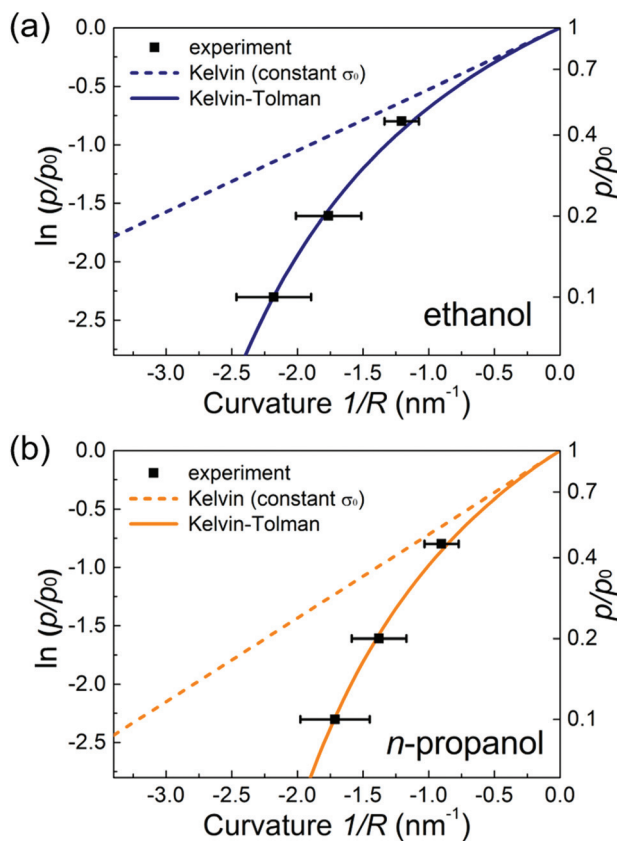 (a)
0.0
-0.5
-1.0
-1.5
-2.0
-2.5
ln (p/p₀)
experiment
Kelvin (constant σ₀)
Kelvin-Tolman
1
0.7
0.4
0.2
0.1
p/p₀
ethanol
-3.0 -2.5 -2.0 -1.5 -1.0 -0.5 0.0
Curvature 1/R (nm⁻¹)
(b)
0.0
-0.5
-1.0
-1.5
-2.0
-2.5
ln (p/p₀)
experiment
Kelvin (constant σ₀)
Kelvin-Tolman
1
0.7
0.4
0.2
0.1
p/p₀
n-propanol
-3.0 -2.5 -2.0 -1.5 -1.0 -0.5 0.0
Curvature 1/R (nm⁻¹)